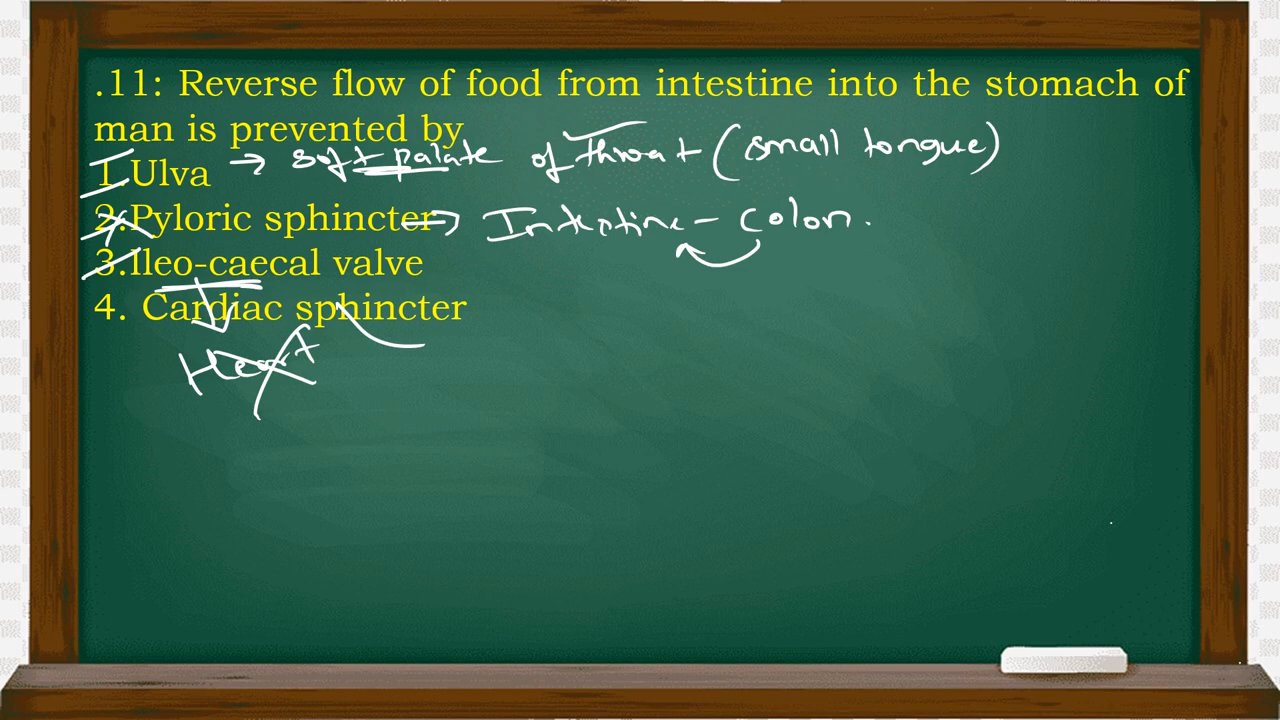 .11: Reverse flow of food from intestine into the stomach of
man is prevented by
1.Ulva → soft palate of Throat (small tongue)
2.Pyloric sphincter → Intestine - colon.
3.Ileo-caecal valve
4. Cardiac sphincter
Heart